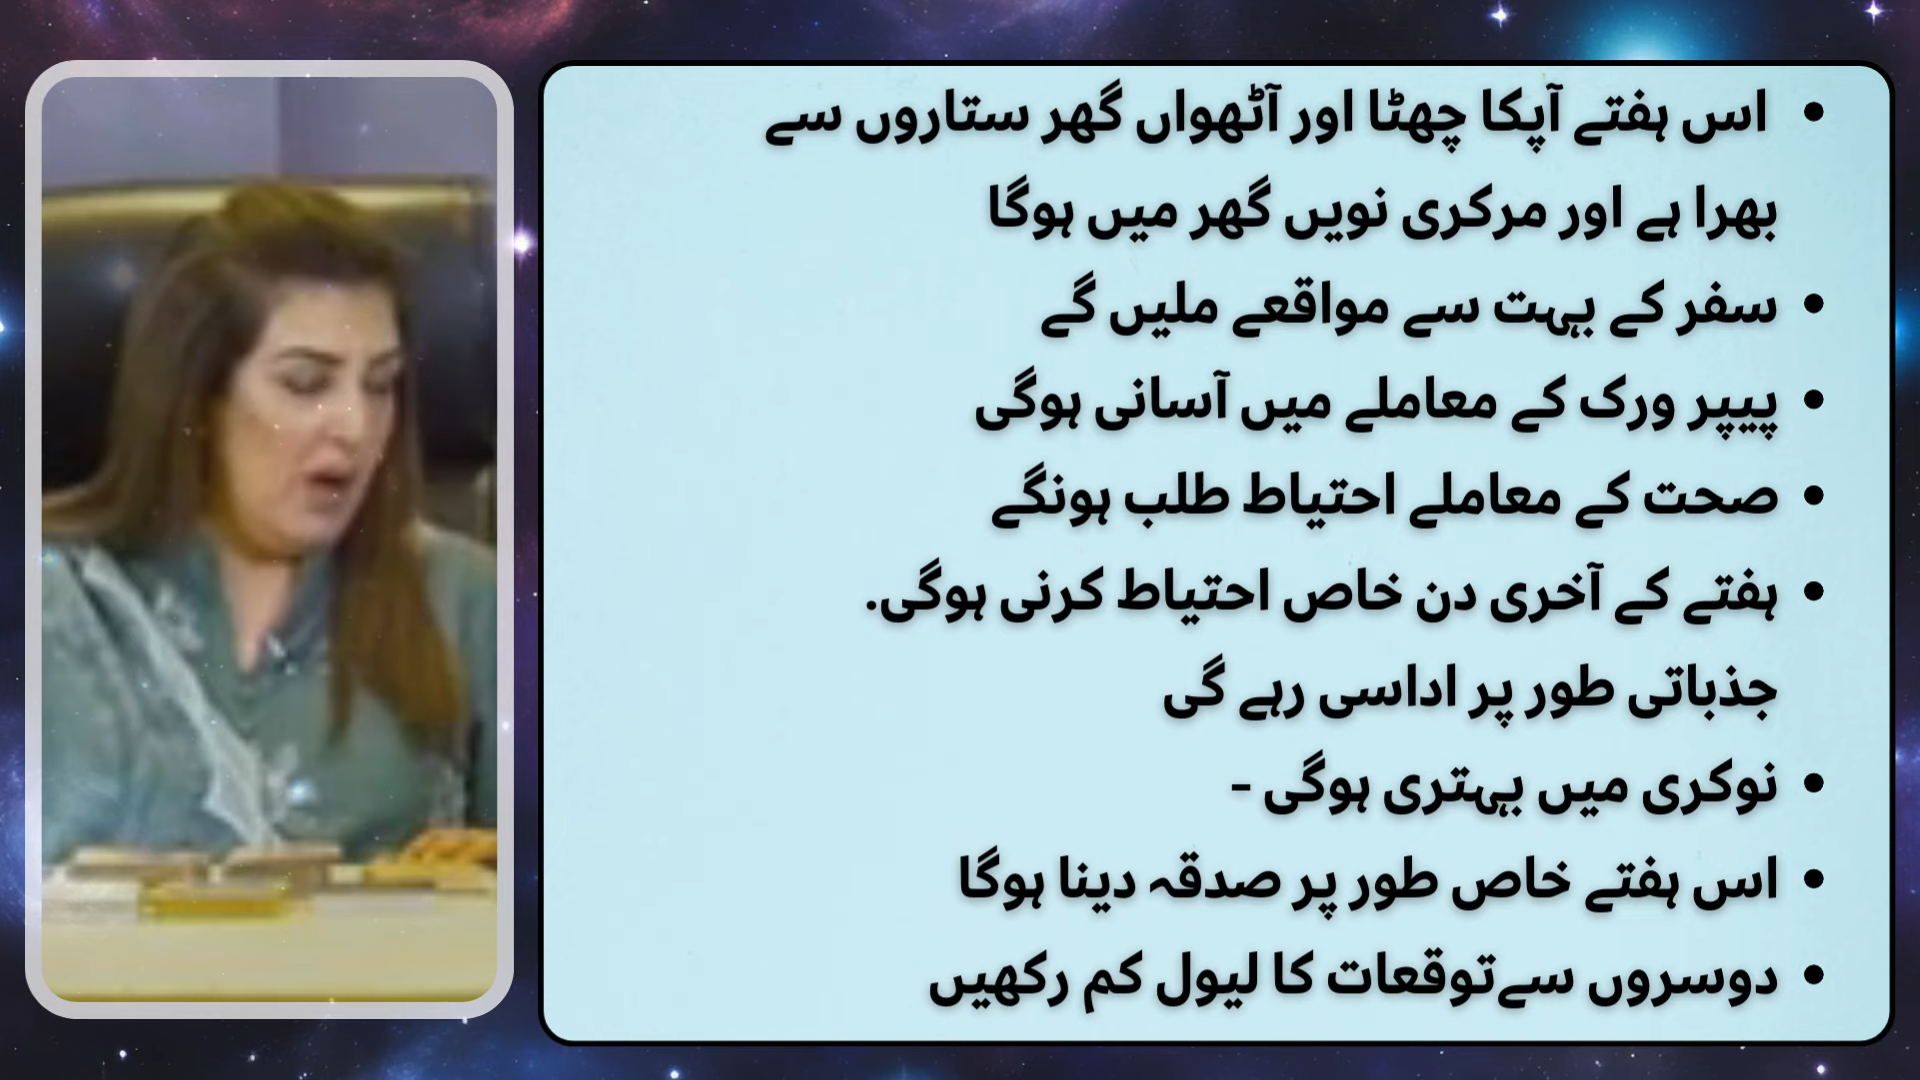 • اس ہفتے آپکا چھٹا اور آٹھواں گھر ستاروں سے
بھرا ہے اور مرکری نویں گھر میں ہوگا
• سفر کے بہت سے مواقعے ملیں گے
• پیپر ورک کے معاملے میں آسانی ہوگی
• صحت کے معاملے احتیاط طلب ہونگے
• ہفتے کے آخری دن خاص احتیاط کرنی ہوگی.
جذباتی طور پر اداسی رہے گی
• نوکری میں بہتری ہوگی -
• اس ہفتے خاص طور پر صدقہ دینا ہوگا
• دوسروں سےتوقعات کا لیول کم رکھیں